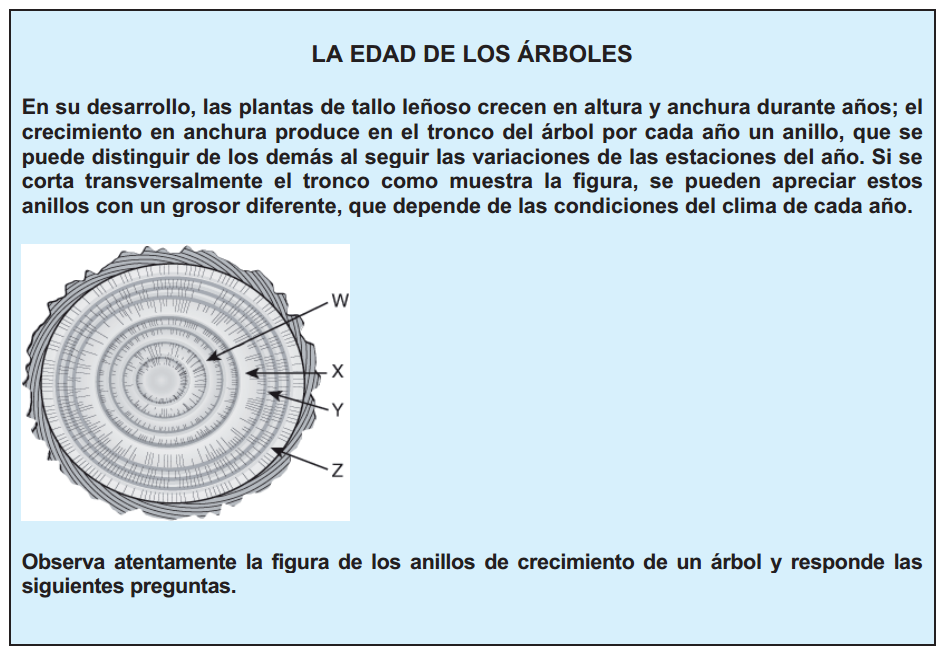 LA EDAD DE LOS ÁRBOLES
En su desarrollo, las plantas de tallo leñoso crecen en altura y anchura durante años; el
crecimiento en anchura produce en el tronco del árbol por cada año un anillo, que se
puede distinguir de los demás al seguir las variaciones de las estaciones del año. Si se
corta transversalmente el tronco como muestra la figura, se pueden apreciar estos
anillos con un grosor diferente, que depende de las condiciones del clima de cada año.
W
X
Y
Z
Observa atentamente la figura de los anillos de crecimiento de un árbol y responde las
siguientes preguntas.